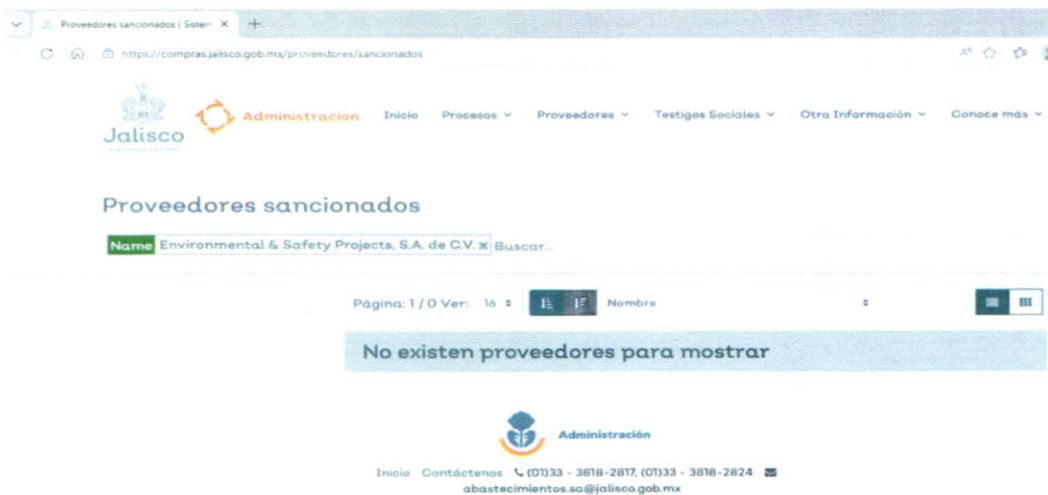 Proveedores sancionados | Sistem
https://compras.jalisco.gob.mx/proveedores/sancionados
Jalisco
Administración Inicio Procesos Proveedores Testigos Sociales Otra Información Conoce más
Proveedores sancionados
Name Environmental & Safety Projects, S.A. de C.V. x Buscar...
Página: 1 / 0 Ver: 16 Nombre
No existen proveedores para mostrar
Administración
Inicio Contáctenos (01)33 - 3818-2817, (01)33 - 3818-2824
abastecimientos.sa@jalisco.gob.mx